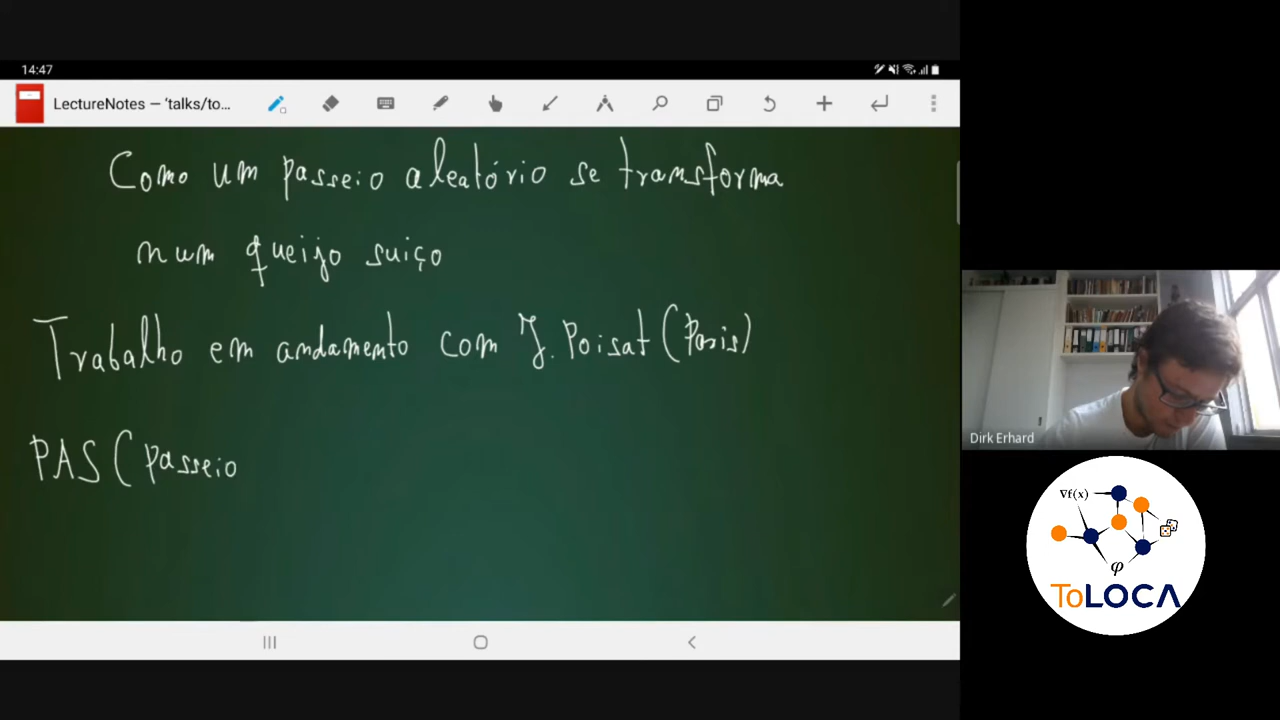 14:47
LectureNotes – 'talks/to...
Como um passeio aleatório se transforma
num queijo suiço
Trabalho em andamento com J. Poisat (Paris)
PAS (passeio
Dirk Erhard
∇f(x)
φ
ToLOCA